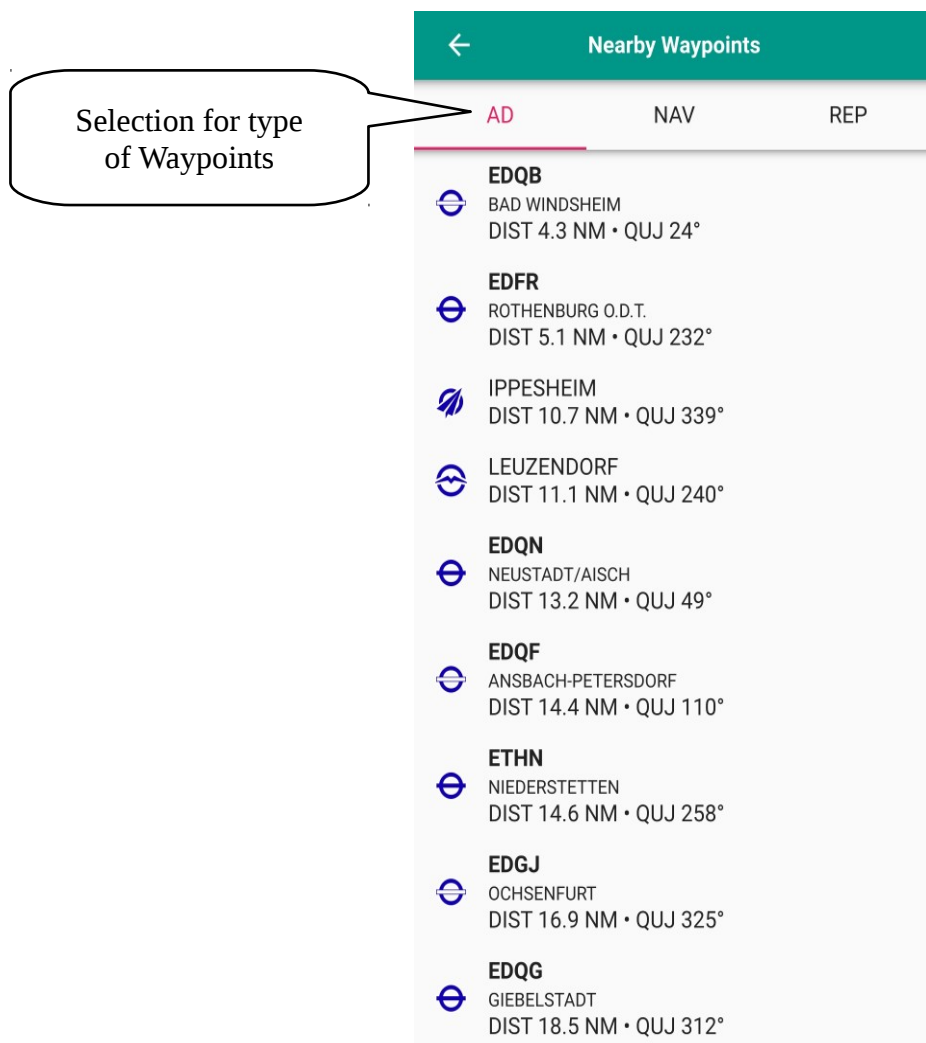 Nearby Waypoints
Selection for type
of Waypoints
AD NAV REP
EDQB
BAD WINDSHEIM
DIST 4.3 NM • QUJ 24°
EDFR
ROTHENBURG O.D.T.
DIST 5.1 NM • QUJ 232°
IPPESHEIM
DIST 10.7 NM • QUJ 339°
LEUZENDORF
DIST 11.1 NM • QUJ 240°
EDQN
NEUSTADT/AISCH
DIST 13.2 NM • QUJ 49°
EDQF
ANSBACH-PETERSDORF
DIST 14.4 NM • QUJ 110°
ETHN
NIEDERSTETTEN
DIST 14.6 NM • QUJ 258°
EDGJ
OCHSENFURT
DIST 16.9 NM • QUJ 325°
EDQG
GIEBELSTADT
DIST 18.5 NM • QUJ 312°